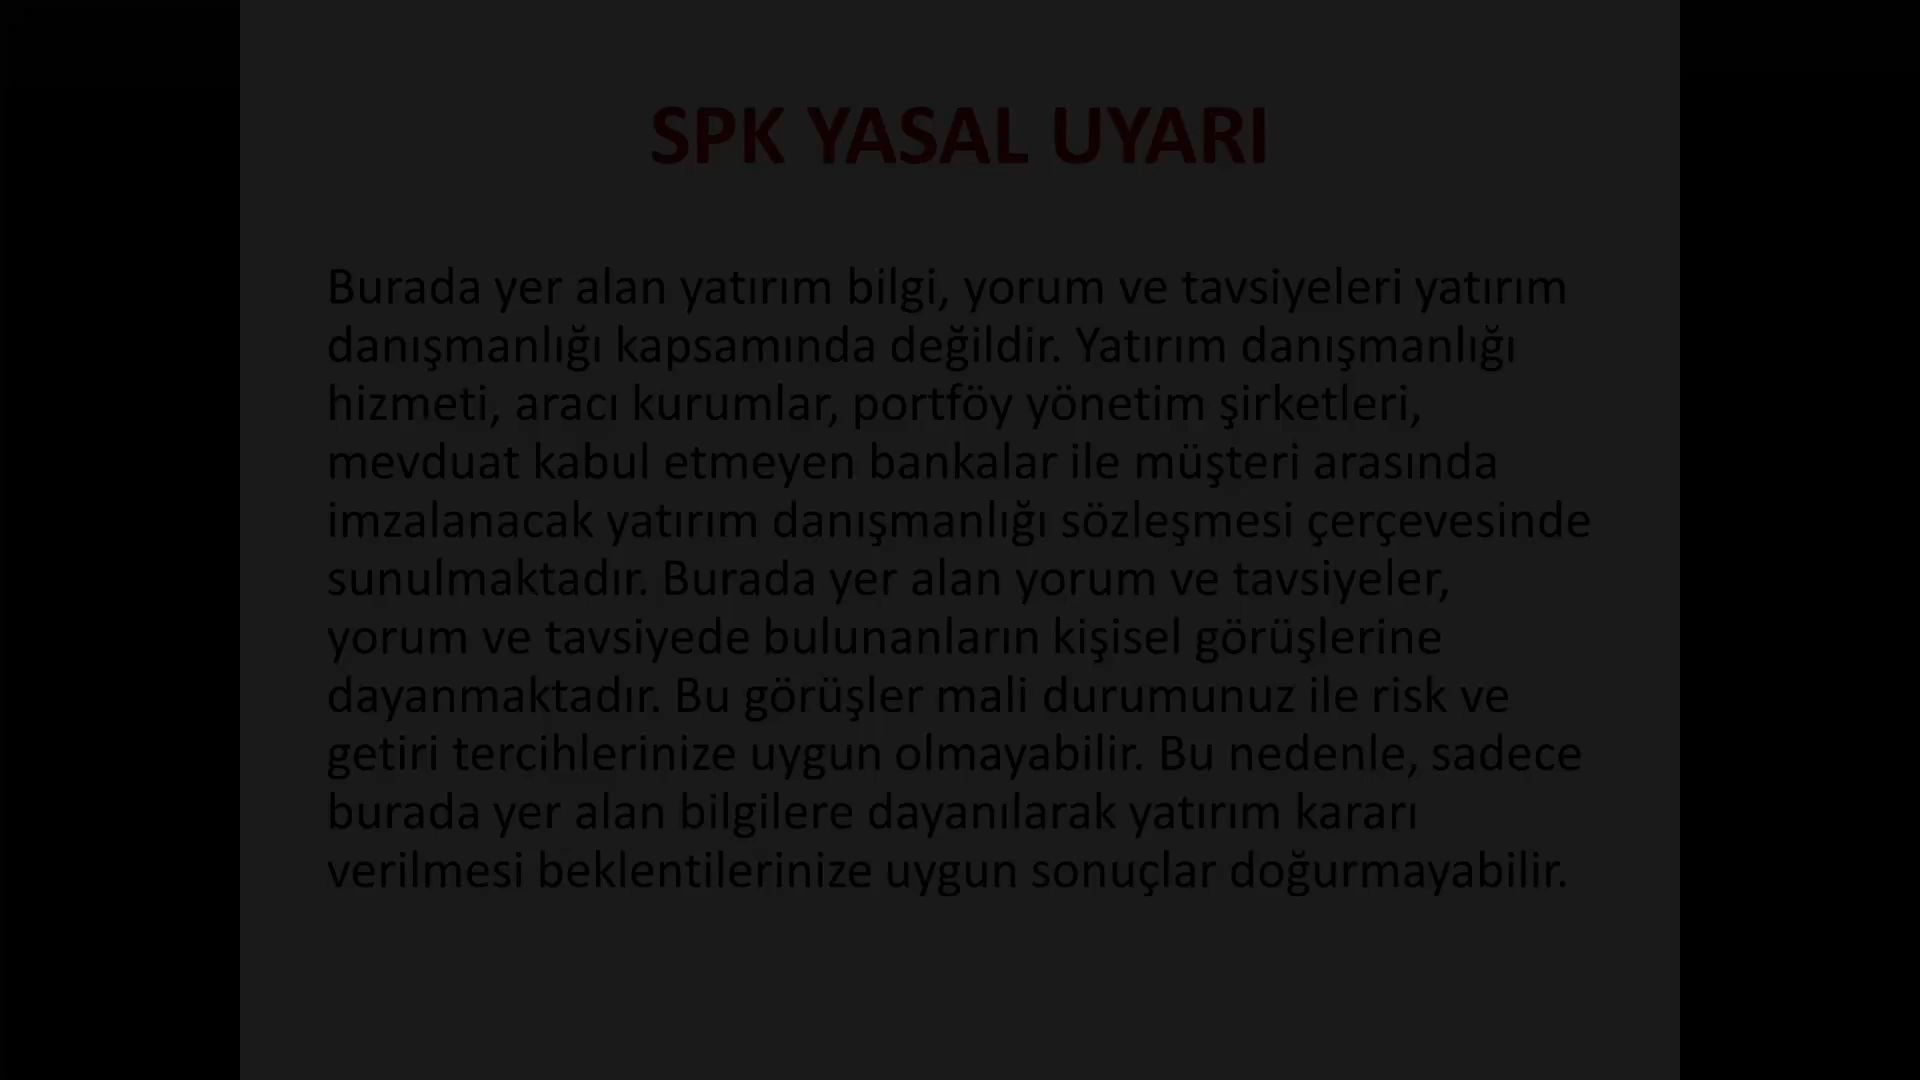 SPK YASAL UYARI
Burada yer alan yatırım bilgi, yorum ve tavsiyeleri yatırım
danışmanlığı kapsamında değildir. Yatırım danışmanlığı
hizmeti, aracı kurumlar, portföy yönetim şirketleri,
mevduat kabul etmeyen bankalar ile müşteri arasında
imzalanacak yatırım danışmanlığı sözleşmesi çerçevesinde
sunulmaktadır. Burada yer alan yorum ve tavsiyeler,
yorum ve tavsiyede bulunanların kişisel görüşlerine
dayanmaktadır. Bu görüşler mali durumunuz ile risk ve
getiri tercihlerinize uygun olmayabilir. Bu nedenle, sadece
burada yer alan bilgilere dayanılarak yatırım kararı
verilmesi beklentilerinize uygun sonuçlar doğurmayabilir.